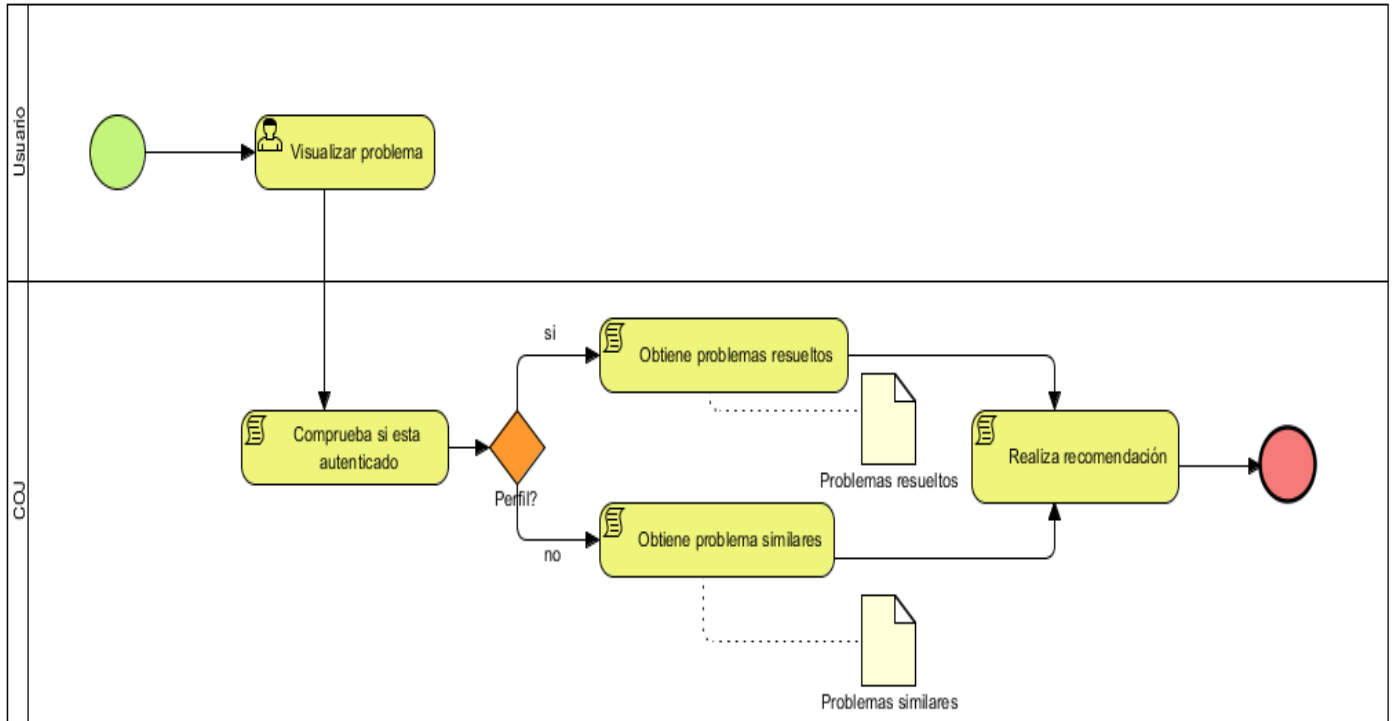 Usuario
Visualizar problema
COJ
Comprueba si esta
autenticado
Perfil?
si
Obtiene problemas resueltos
Problemas resueltos
no
Obtiene problema similares
Problemas similares
Realiza recomendación